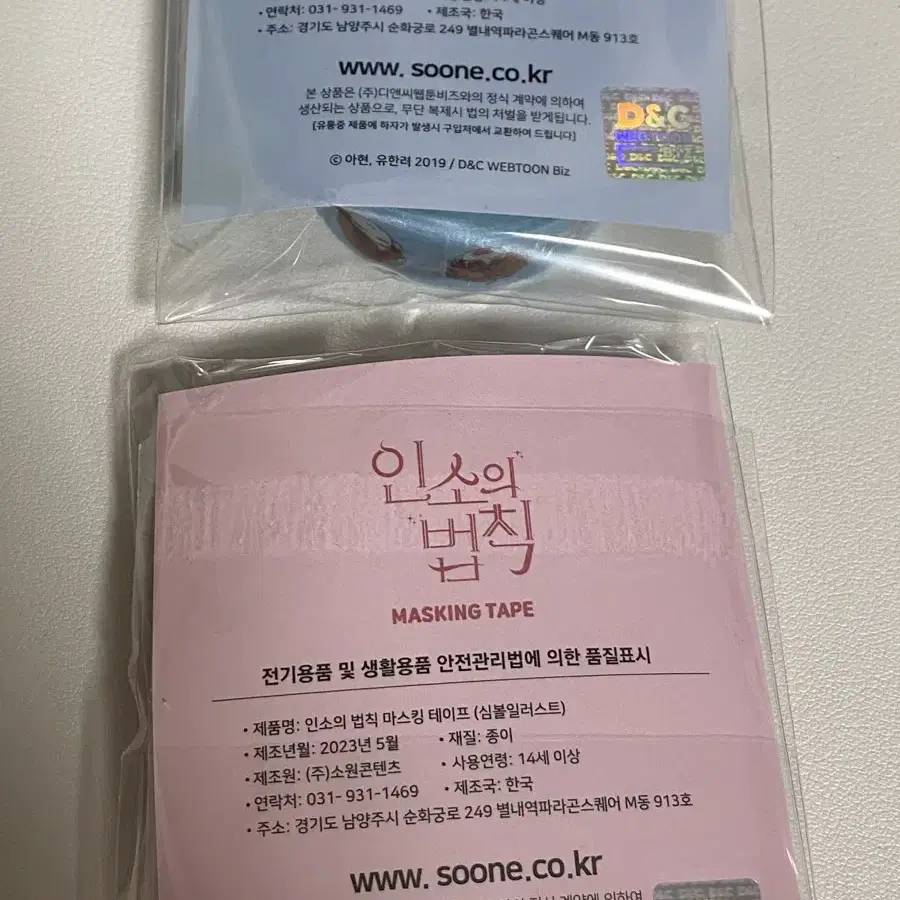 • 연락처: 031- 931-1469 • 제조국: 한국
• 주소: 경기도 남양주시 순화궁로 249 별내역파라곤스퀘어 M동 913호
www. soone.co.kr
본 상품은 (주)디앤씨웹툰비즈와의 정식 계약에 의하여
생산되는 상품으로, 무단 복제시 법의 처벌을 받게됩니다.
[유통중 제품에 하자가 발생시 구입처에서 교환하여 드립니다]
D&C
WEBTOON
Biz
© 아현, 유한려 2019 / D&C WEBTOON Biz
인소의
법칙
MASKING TAPE
전기용품 및 생활용품 안전관리법에 의한 품질표시
• 제품명: 인소의 법칙 마스킹 테이프 (심볼일러스트)
• 제조년월: 2023년 5월 • 재질: 종이
• 제조원: (주)소원콘텐츠 • 사용연령: 14세 이상
• 연락처: 031- 931-1469 • 제조국: 한국
• 주소: 경기도 남양주시 순화궁로 249 별내역파라곤스퀘어 M동 913호
www. soone.co.kr
정식 계약에 의하여